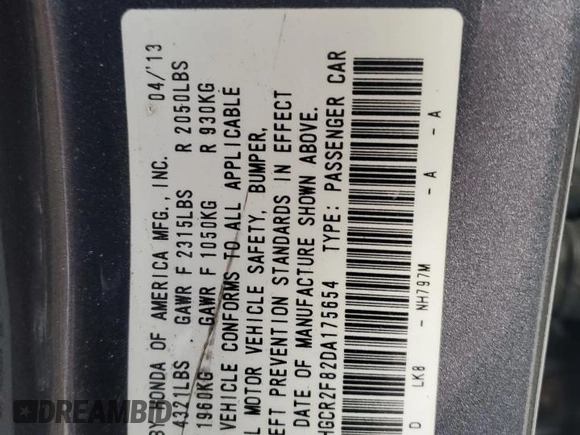 BY HONDA OF AMERICA MFG., INC. 04/'13
4321LBS GAWR F 2315LBS R 2050LBS
1960KG GAWR F 1050KG R 930KG
VEHICLE CONFORMS TO ALL APPLICABLE
L MOTOR VEHICLE SAFETY, BUMPER,
EFT PREVENTION STANDARDS IN EFFECT
DATE OF MANUFACTURE SHOWN ABOVE.
HGCR2F82DA175654 TYPE: PASSENGER CAR
D LK8 - NH797M - A - A
DREAMBID